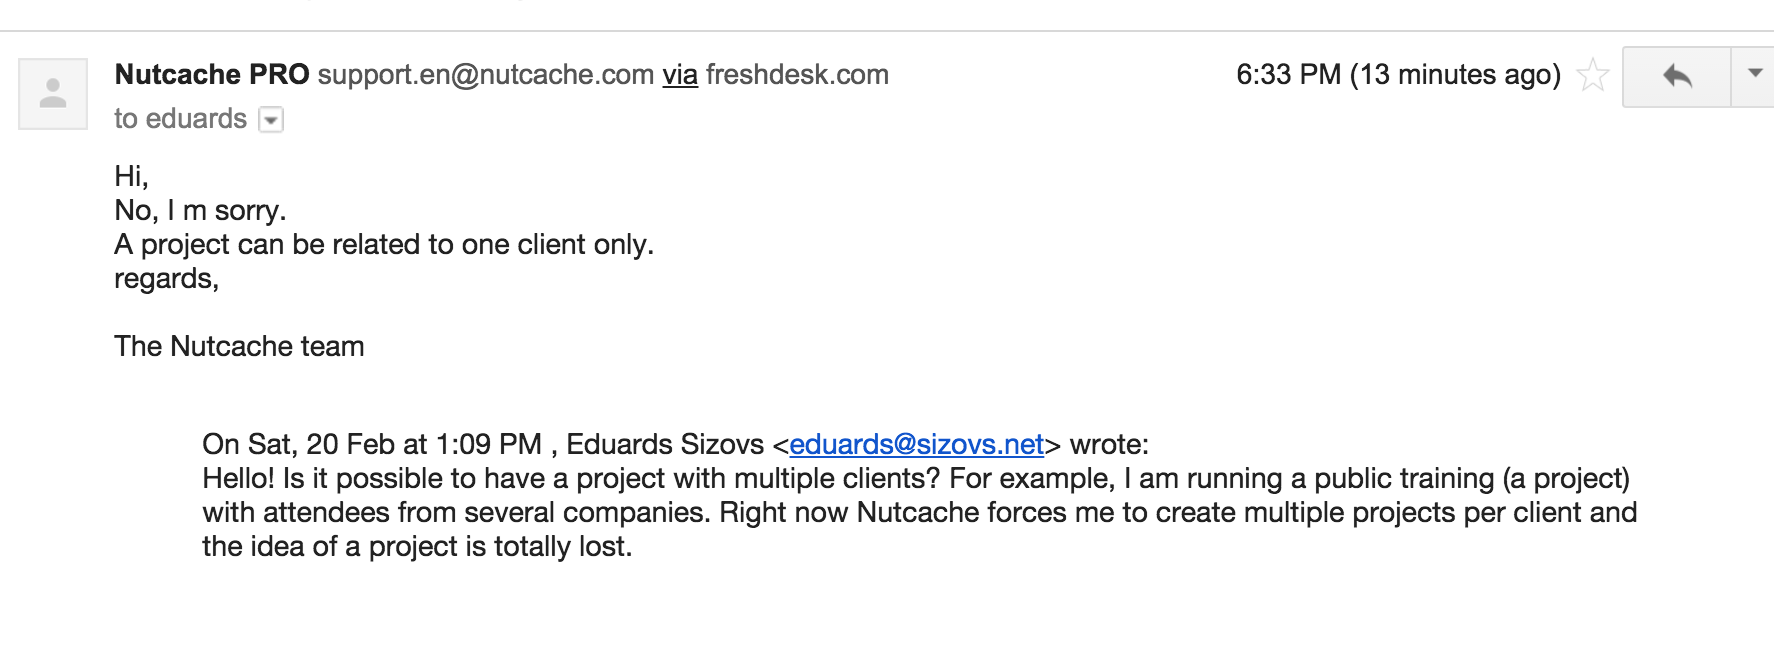 Nutcache PRO support.en@nutcache.com via freshdesk.com 6:33 PM (13 minutes ago)
to eduards
Hi,
No, I m sorry.
A project can be related to one client only.
regards,
The Nutcache team
On Sat, 20 Feb at 1:09 PM , Eduards Sizovs <eduards@sizovs.net> wrote:
Hello! Is it possible to have a project with multiple clients? For example, I am running a public training (a project)
with attendees from several companies. Right now Nutcache forces me to create multiple projects per client and
the idea of a project is totally lost.